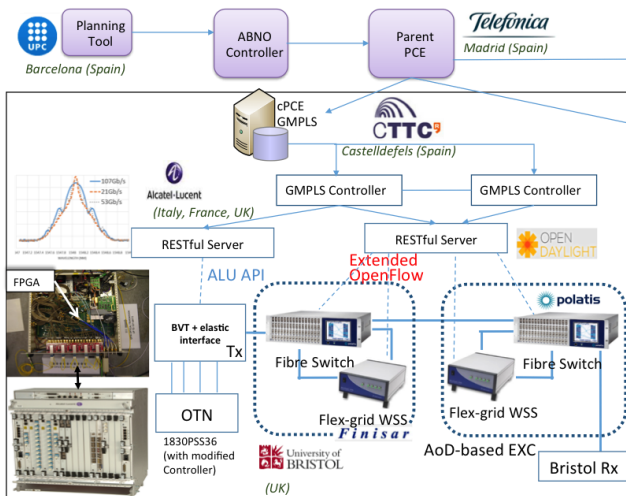 UPC
Planning
Tool
Barcelona (Spain)
ABNO
Controller
Parent
PCE
Telefónica
Madrid (Spain)
cPCE
GMPLS
CTTC
Castelldefels (Spain)
107Gb/s
21Gb/s
53Gb/s
Alcatel-Lucent
(Italy, France, UK)
GMPLS Controller
GMPLS Controller
RESTful Server
RESTful Server
OPEN
DAYLIGHT
ALU API
Extended
OpenFlow
FPGA
polatis
BVT + elastic
interface
Tx
Fibre Switch
Fibre Switch
Flex-grid WSS
Flex-grid WSS
Finisar
OTN
1830PSS36
(with modified
Controller)
AoD-based EXC
University of
BRISTOL
(UK)
Bristol Rx